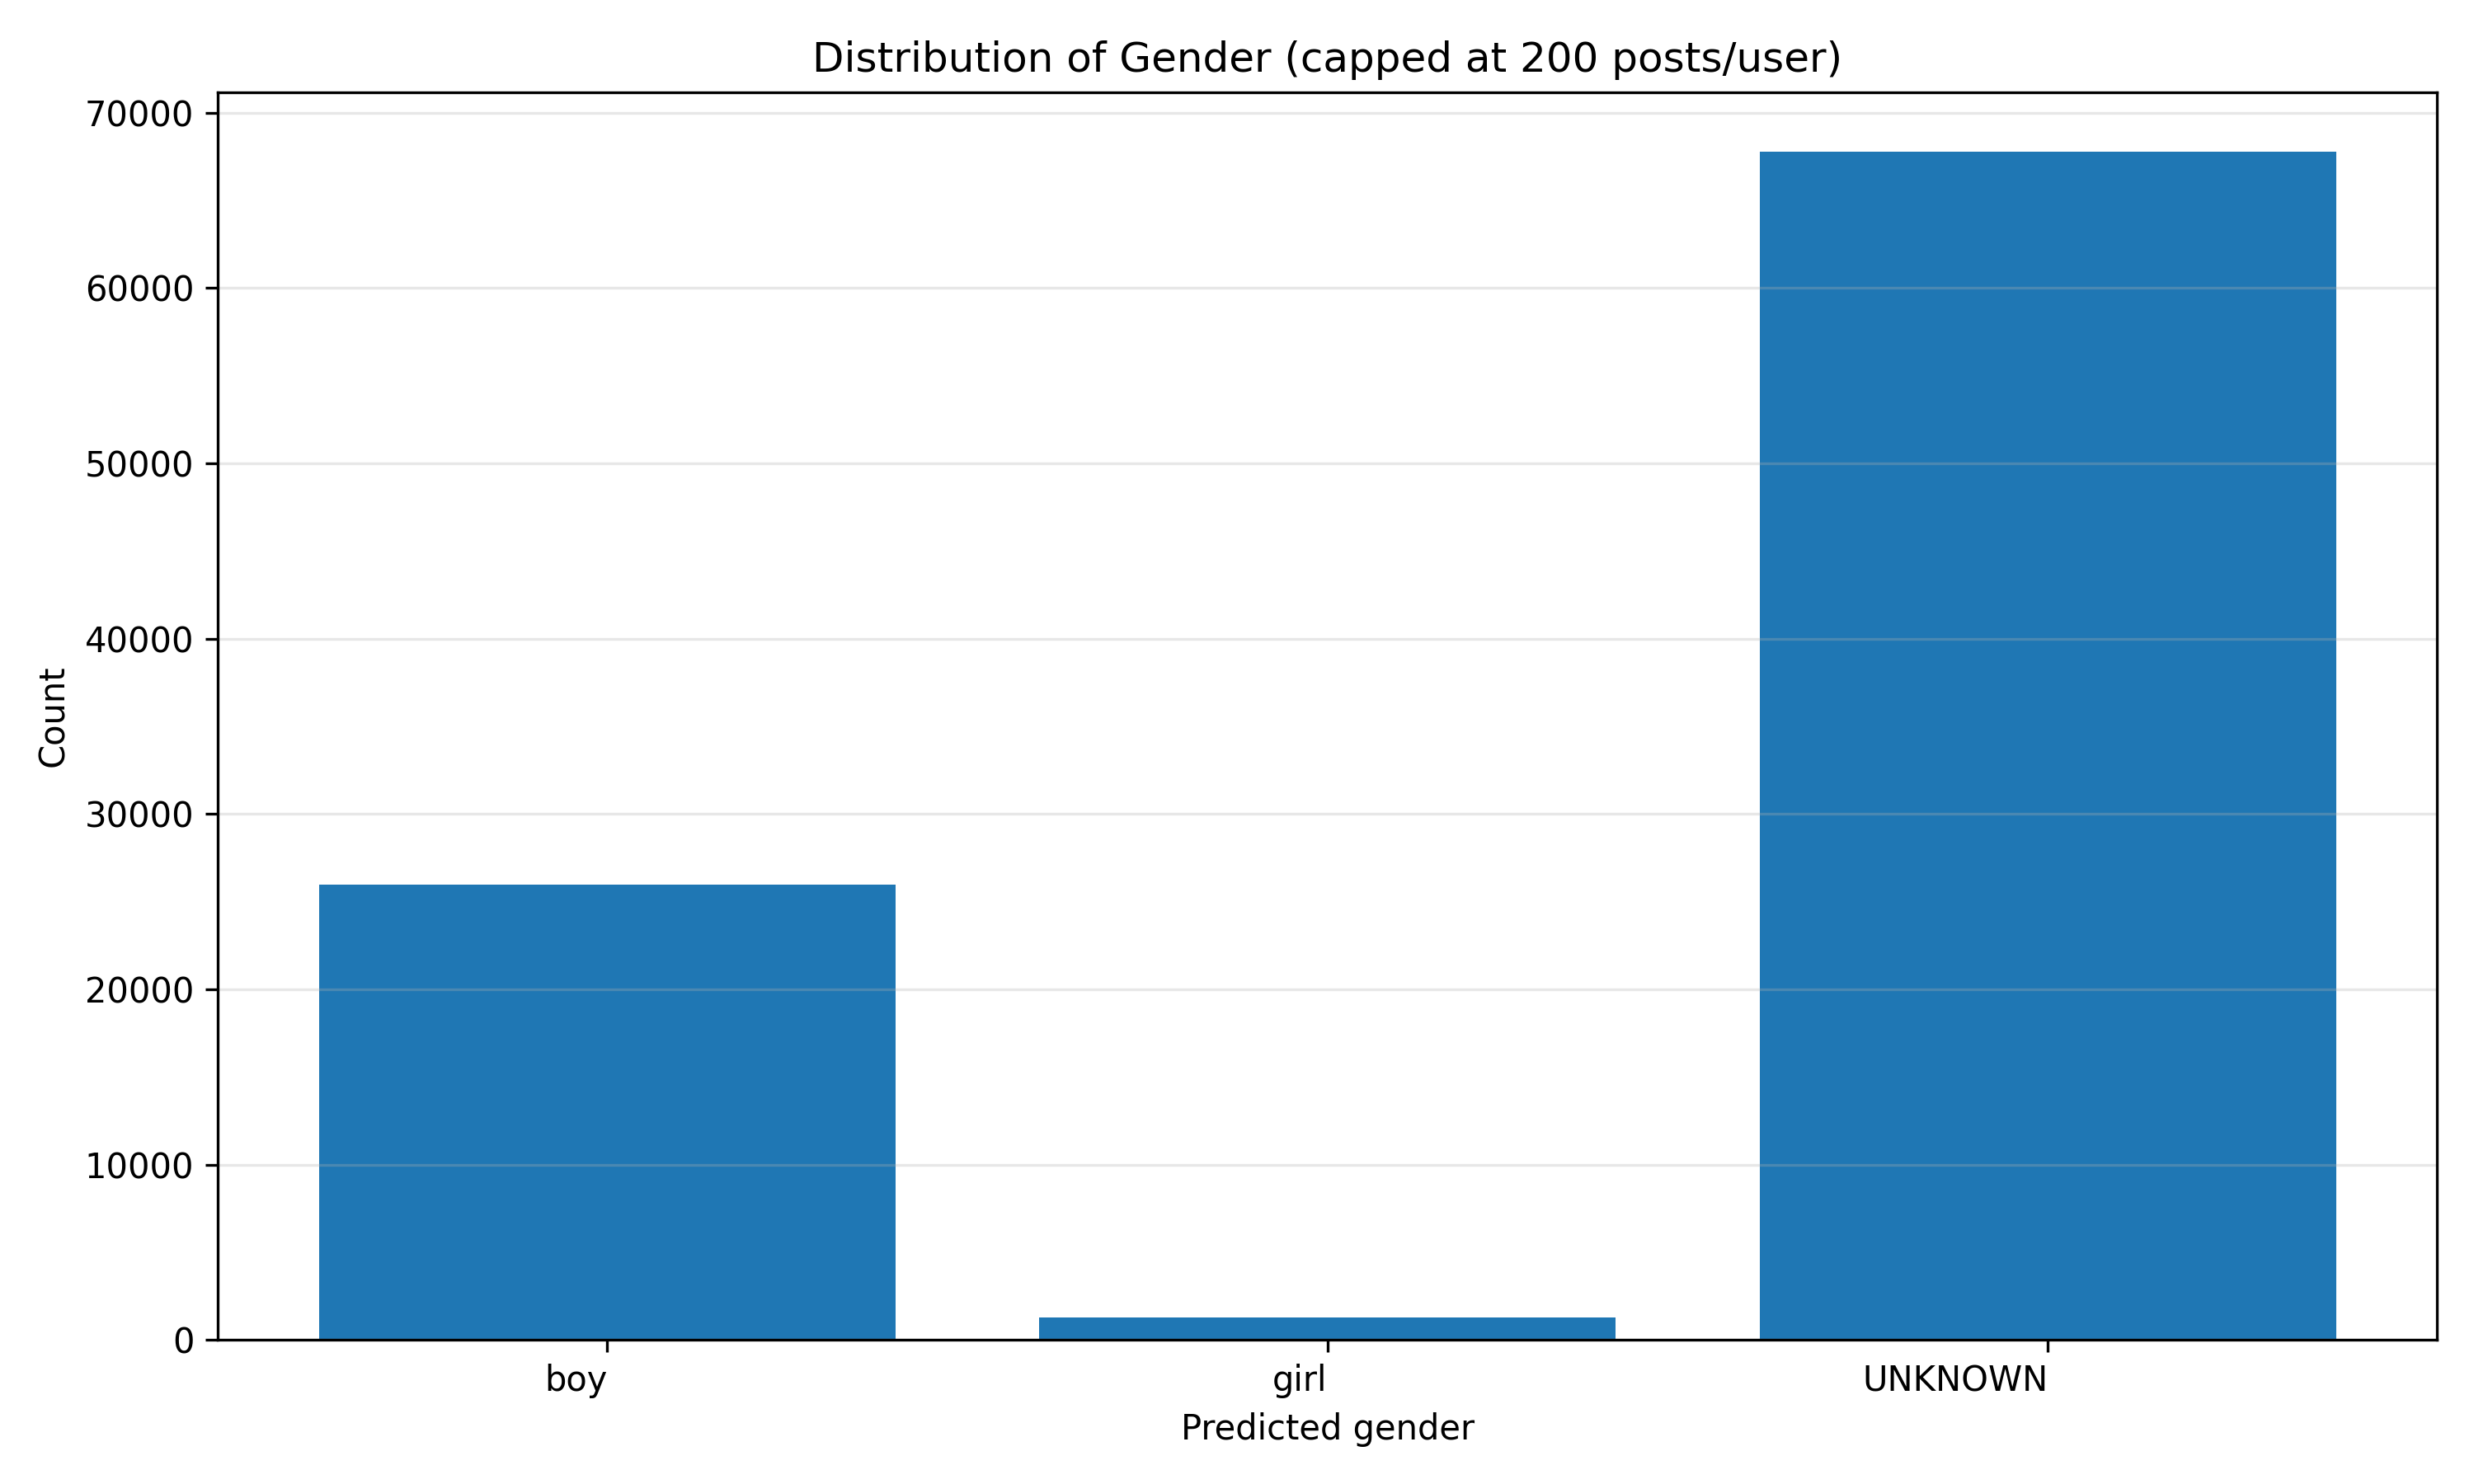 Distribution of Gender (capped at 200 posts/user)
70000
60000
50000
40000
30000
20000
10000
0
Count
boy
girl
UNKNOWN
Predicted gender